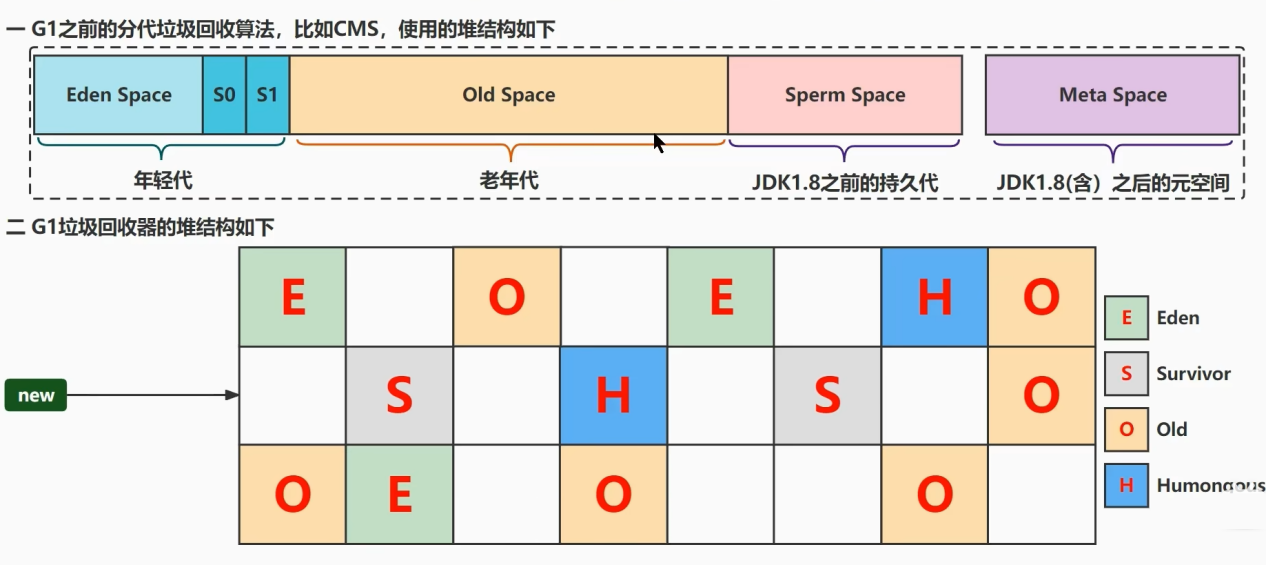 一 G1之前的分代垃圾回收算法，比如CMS，使用的堆结构如下
Eden Space S0 S1 Old Space Sperm Space Meta Space
年轻代 老年代 JDK1.8之前的持久代 JDK1.8(含）之后的元空间
二 G1垃圾回收器的堆结构如下
E O E H O
E Eden
S Survivor
new S H S O
O Old
O E O O
H Humongous